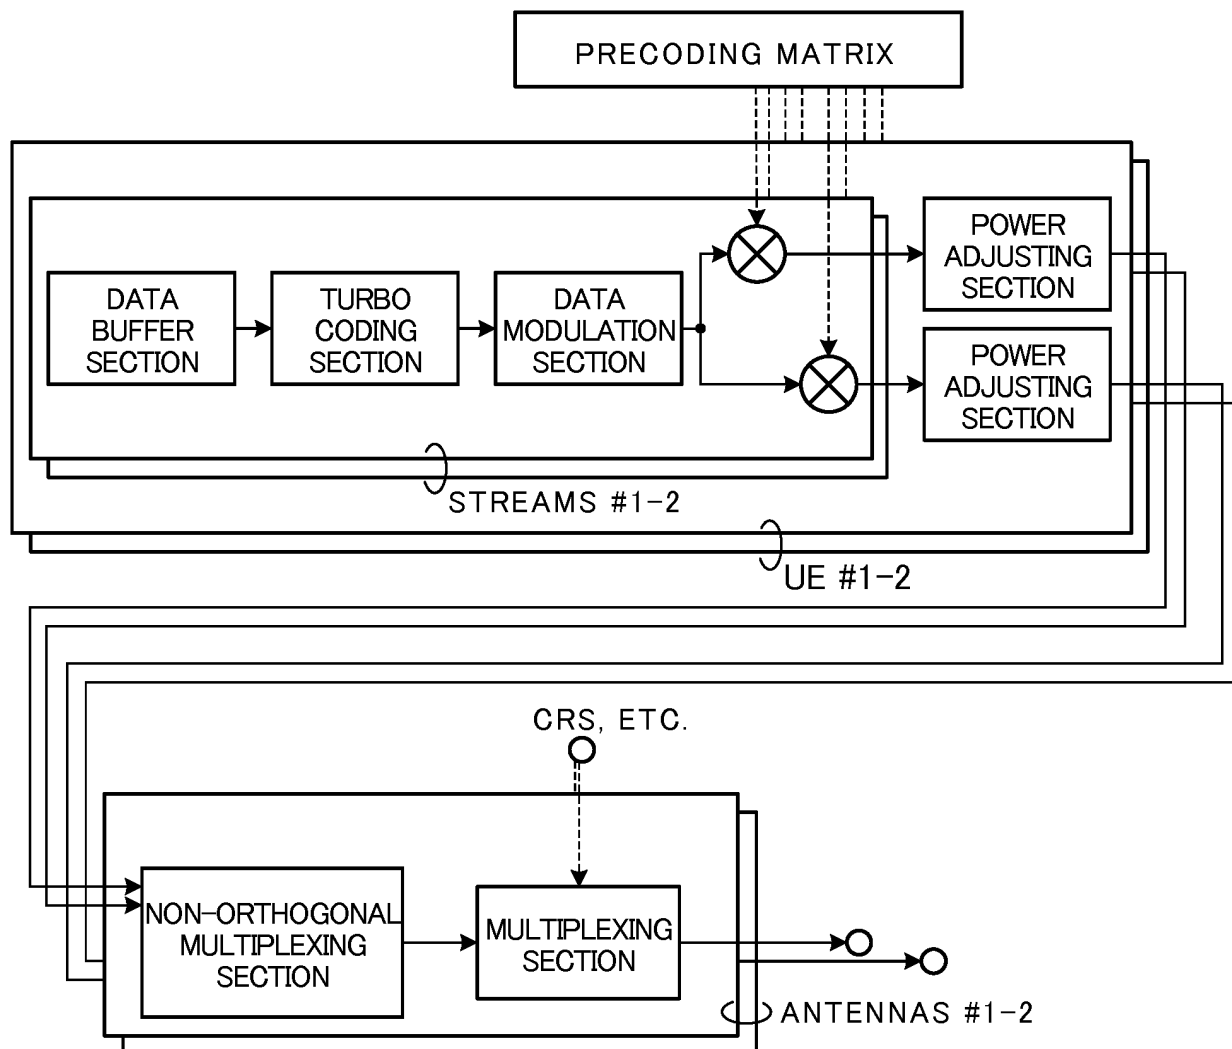 PRECODING MATRIX
POWER
ADJUSTING
SECTION
DATA
BUFFER
SECTION
TURBO
CODING
SECTION
DATA
MODULATION
SECTION
POWER
ADJUSTING
SECTION
STREAMS #1-2
UE #1-2
CRS, ETC.
NON-ORTHOGONAL
MULTIPLEXING
SECTION
MULTIPLEXING
SECTION
ANTENNAS #1-2